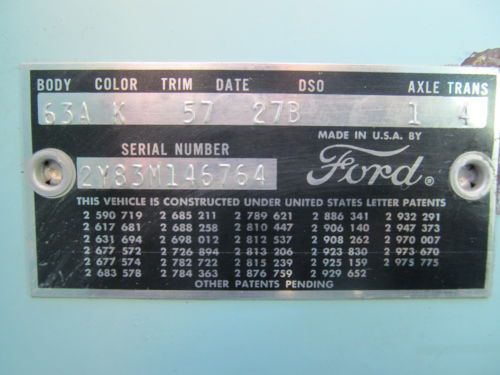 BODY COLOR TRIM DATE DSO AXLE TRANS
63A K 57 27B 1 4
MADE IN U.S.A. BY
SERIAL NUMBER
Ford®
2Y83M146764
THIS VEHICLE IS CONSTRUCTED UNDER UNITED STATES LETTER PATENTS
2 590 719 2 685 211 2 789 621 2 886 341 2 932 291
2 617 681 2 688 258 2 810 447 2 906 140 2 947 373
2 631 694 2 698 012 2 812 537 2 908 262 2 970 007
2 677 572 2 726 894 2 813 206 2 923 830 2 973 670
2 677 574 2 782 722 2 815 239 2 925 159 2 975 775
2 683 578 2 784 363 2 876 759 2 929 652
OTHER PATENTS PENDING